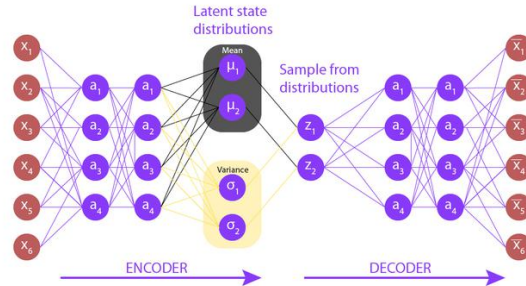 Latent state
distributions
Mean
μ1
μ2
Sample from
distributions
Variance
σ1
σ2
x1
x2
x3
x4
x5
x6
a1
a2
a3
a4
a1
a2
a3
a4
z1
z2
a1
a2
a3
a4
a1
a2
a3
a4
x̅1
x̅2
x̅3
x̅4
x̅5
x̅6
ENCODER
DECODER